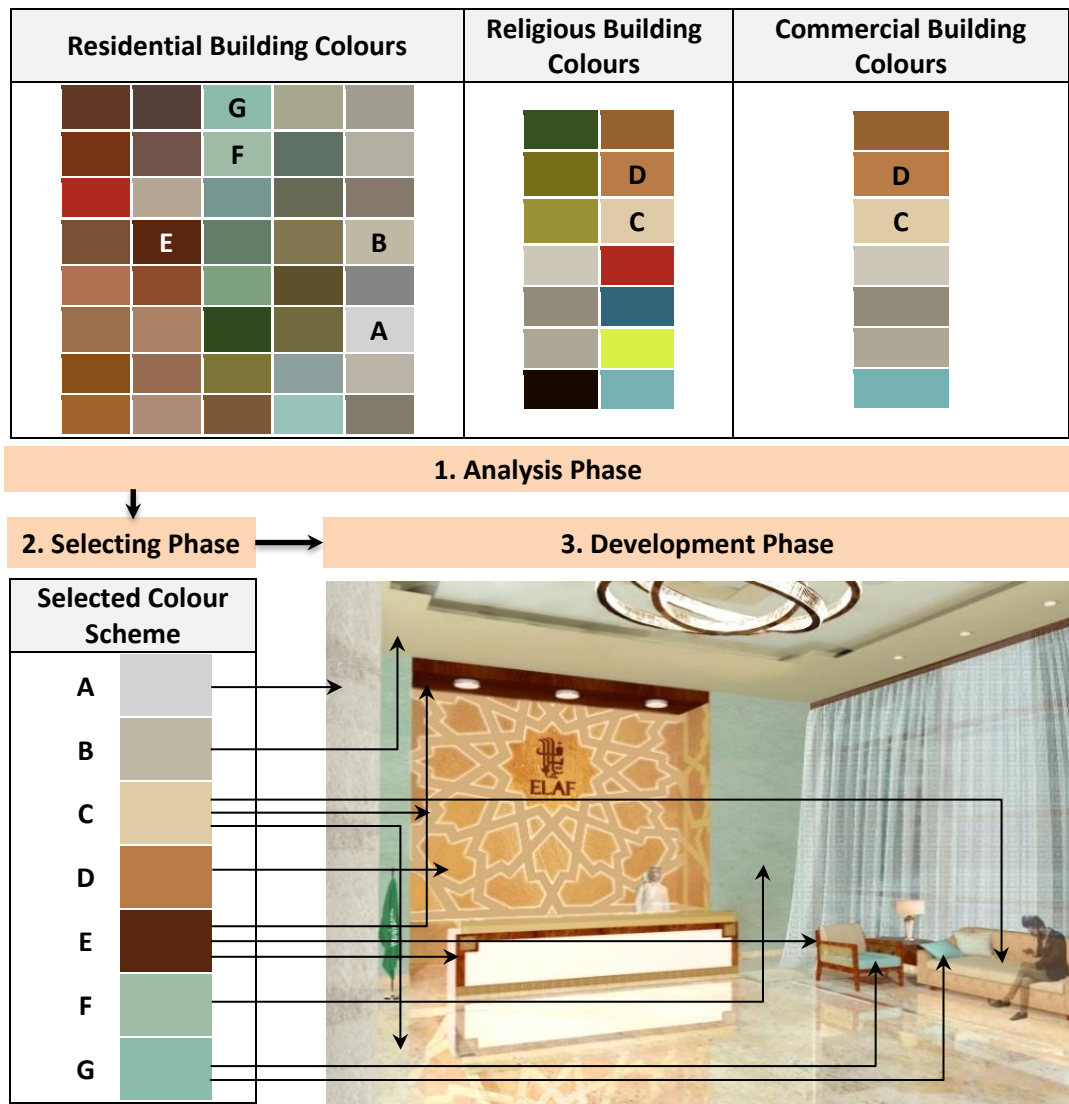 Residential Building Colours
Religious Building
Colours
Commercial Building
Colours
G
F
E
B
A
D
C
D
C
1. Analysis Phase
2. Selecting Phase
3. Development Phase
Selected Colour
Scheme
A
B
C
D
E
F
G
ELAF